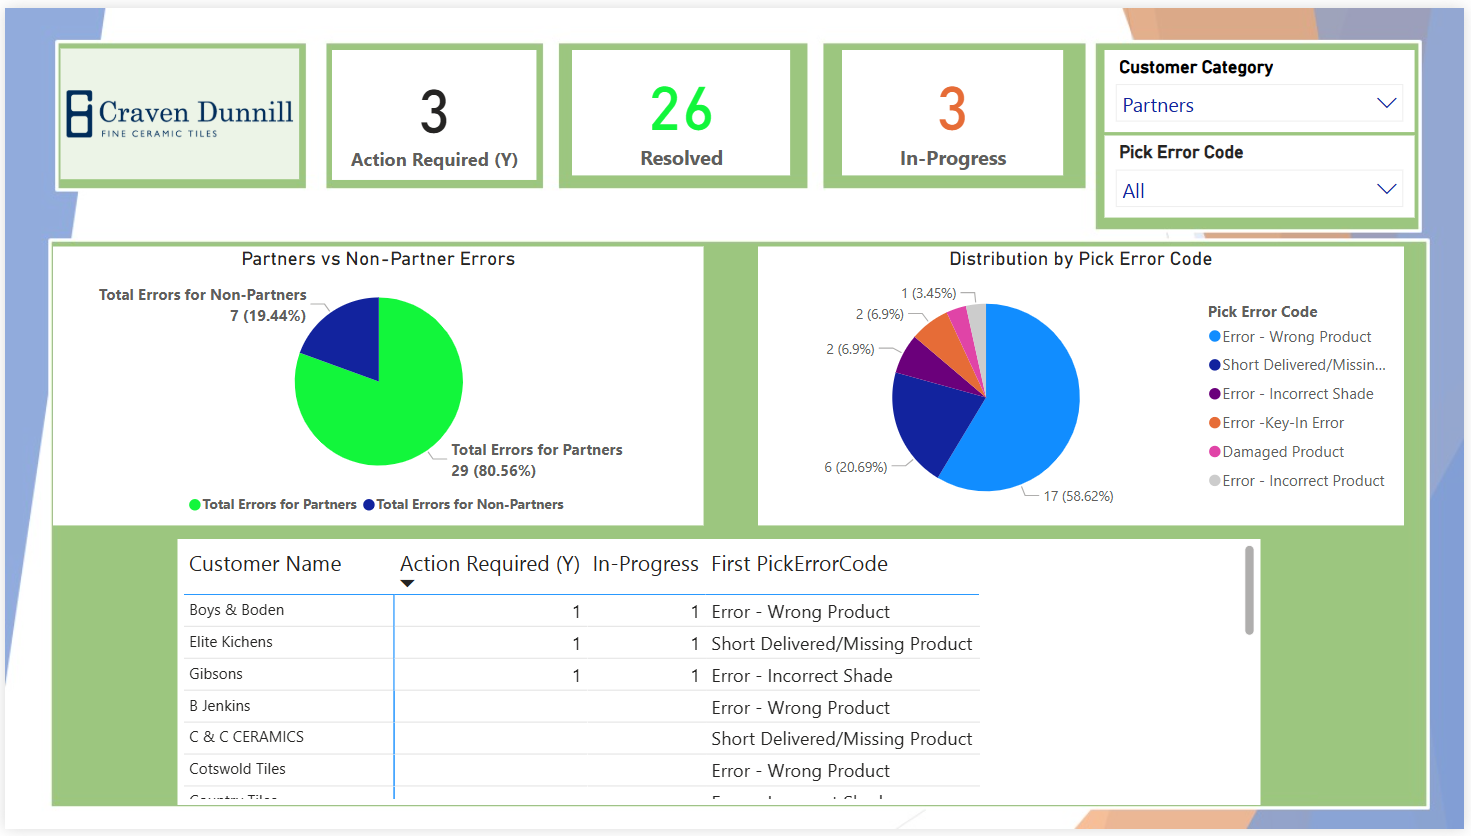 Craven Dunnill
FINE CERAMIC TILES
3
Action Required (Y)
26
Resolved
3
In-Progress
Customer Category
Partners
Pick Error Code
All
Partners vs Non-Partner Errors
Total Errors for Non-Partners
7 (19.44%)
Total Errors for Partners
29 (80.56%)
Total Errors for Partners Total Errors for Non-Partners
Distribution by Pick Error Code
1 (3.45%)
2 (6.9%)
2 (6.9%)
6 (20.69%)
17 (58.62%)
Pick Error Code
Error - Wrong Product
Short Delivered/Missin...
Error - Incorrect Shade
Error -Key-In Error
Damaged Product
Error - Incorrect Product
Customer Name Action Required (Y) In-Progress First PickErrorCode
Boys & Boden 1 1 Error - Wrong Product
Elite Kichens 1 1 Short Delivered/Missing Product
Gibsons 1 1 Error - Incorrect Shade
B Jenkins Error - Wrong Product
C & C CERAMICS Short Delivered/Missing Product
Cotswold Tiles Error - Wrong Product